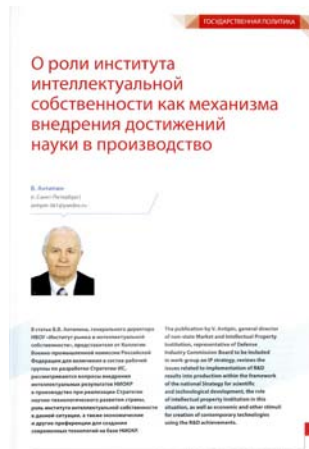 ГОСУДАРСТВЕННАЯ ПОЛИТИКА
О роли института
интеллектуальной
собственности как механизма
внедрения достижений
науки в производство
В. Антипин
(г. Санкт-Петербург)
В статье В.В. Антипина, генерального директора
НВОУ «Институт рынка и интеллектуальной
собственности», представителя от Коллегии
Военно-промышленной комиссии Российской
Федерации для включения в состав рабочей
группы по разработке Стратегии ИС,
рассматриваются вопросы внедрения
интеллектуальных результатов НИОКР
в производство при реализации Стратегии
научно-технологического развития страны,
роль института интеллектуальной собственности
в данной ситуации, а также экономические
и другие преференции для создания
современных технологий на базе НИОКР.
The publication by V. Antipin, general director
of non-state Market and Intellectual Property
Institution, representative of Defense
Industry Commission Board to be included
in work group on IP strategy, reviews the
issues related to implementation of R&D
results into production within the framework
of the national Strategy for scientific
and technological development, the role
of intellectual property institution in this
situation, as well as economic and other stimuli
for creation of contemporary technologies
using the R&D achievements.